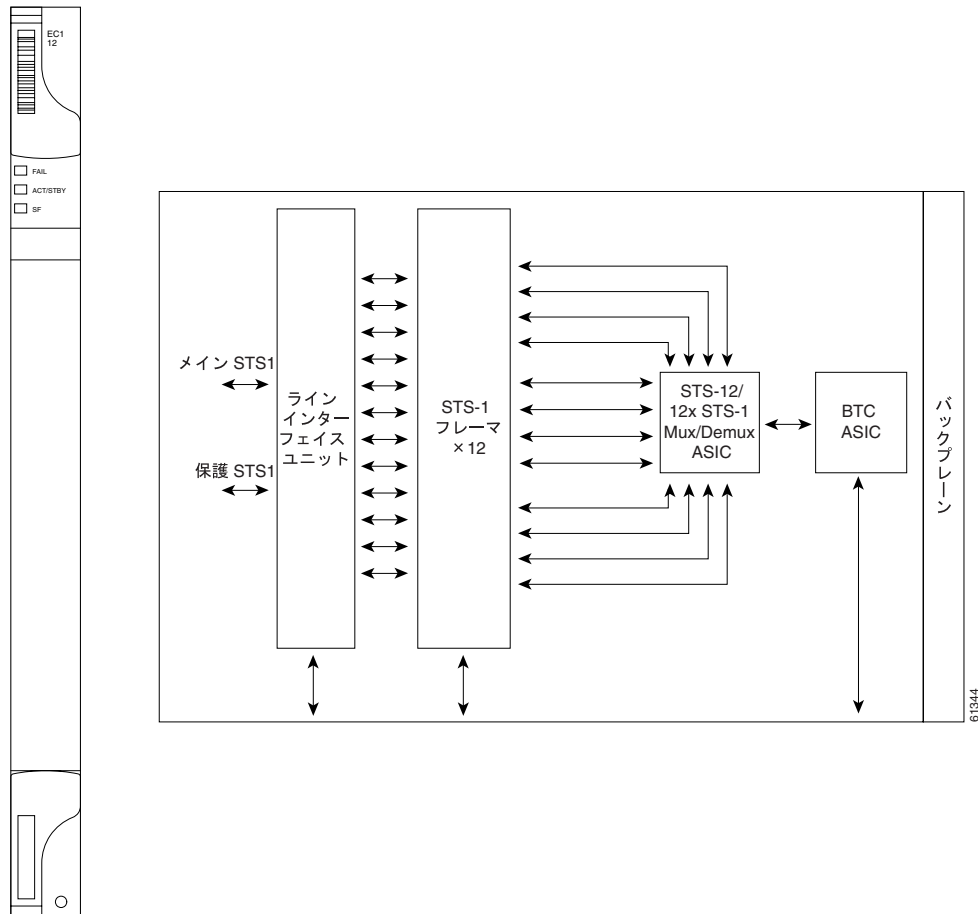 EC1
12
FAIL
ACT/STBY
SF
メイン STS1
保護 STS1
ライン
インター
フェイス
ユニット
STS-1
フレーマ
×12
STS-12/
12x STS-1
Mux/Demux
ASIC
BTC
ASIC
バックプレーン
61344